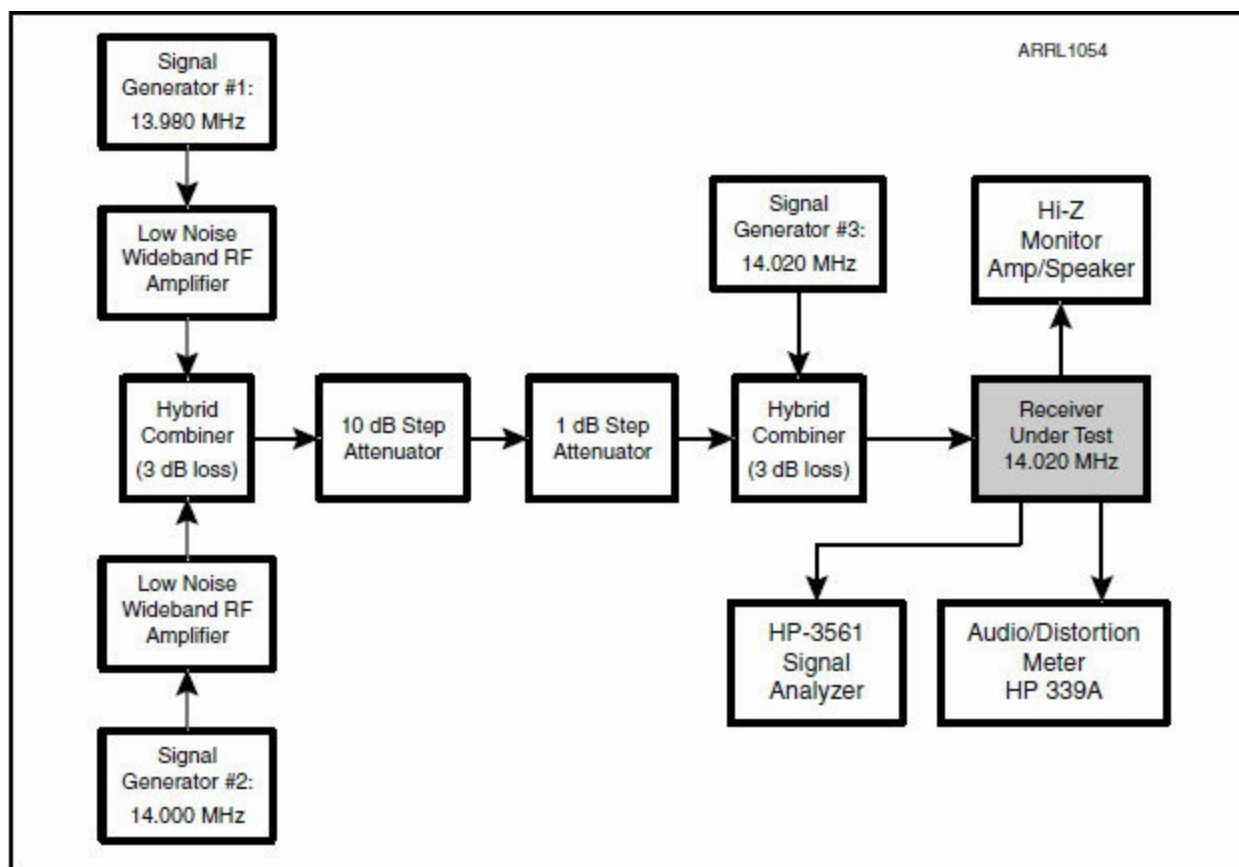 ARRL1054
Signal
Generator #1:
13.980 MHz
Low Noise
Wideband RF
Amplifier
Signal
Generator #3:
14.020 MHz
Hi-Z
Monitor
Amp/Speaker
Hybrid
Combiner
(3 dB loss)
10 dB Step
Attenuator
1 dB Step
Attenuator
Hybrid
Combiner
(3 dB loss)
Receiver
Under Test
14.020 MHz
Low Noise
Wideband RF
Amplifier
HP-3561
Signal
Analyzer
Audio/Distortion
Meter
HP 339A
Signal
Generator #2:
14.000 MHz